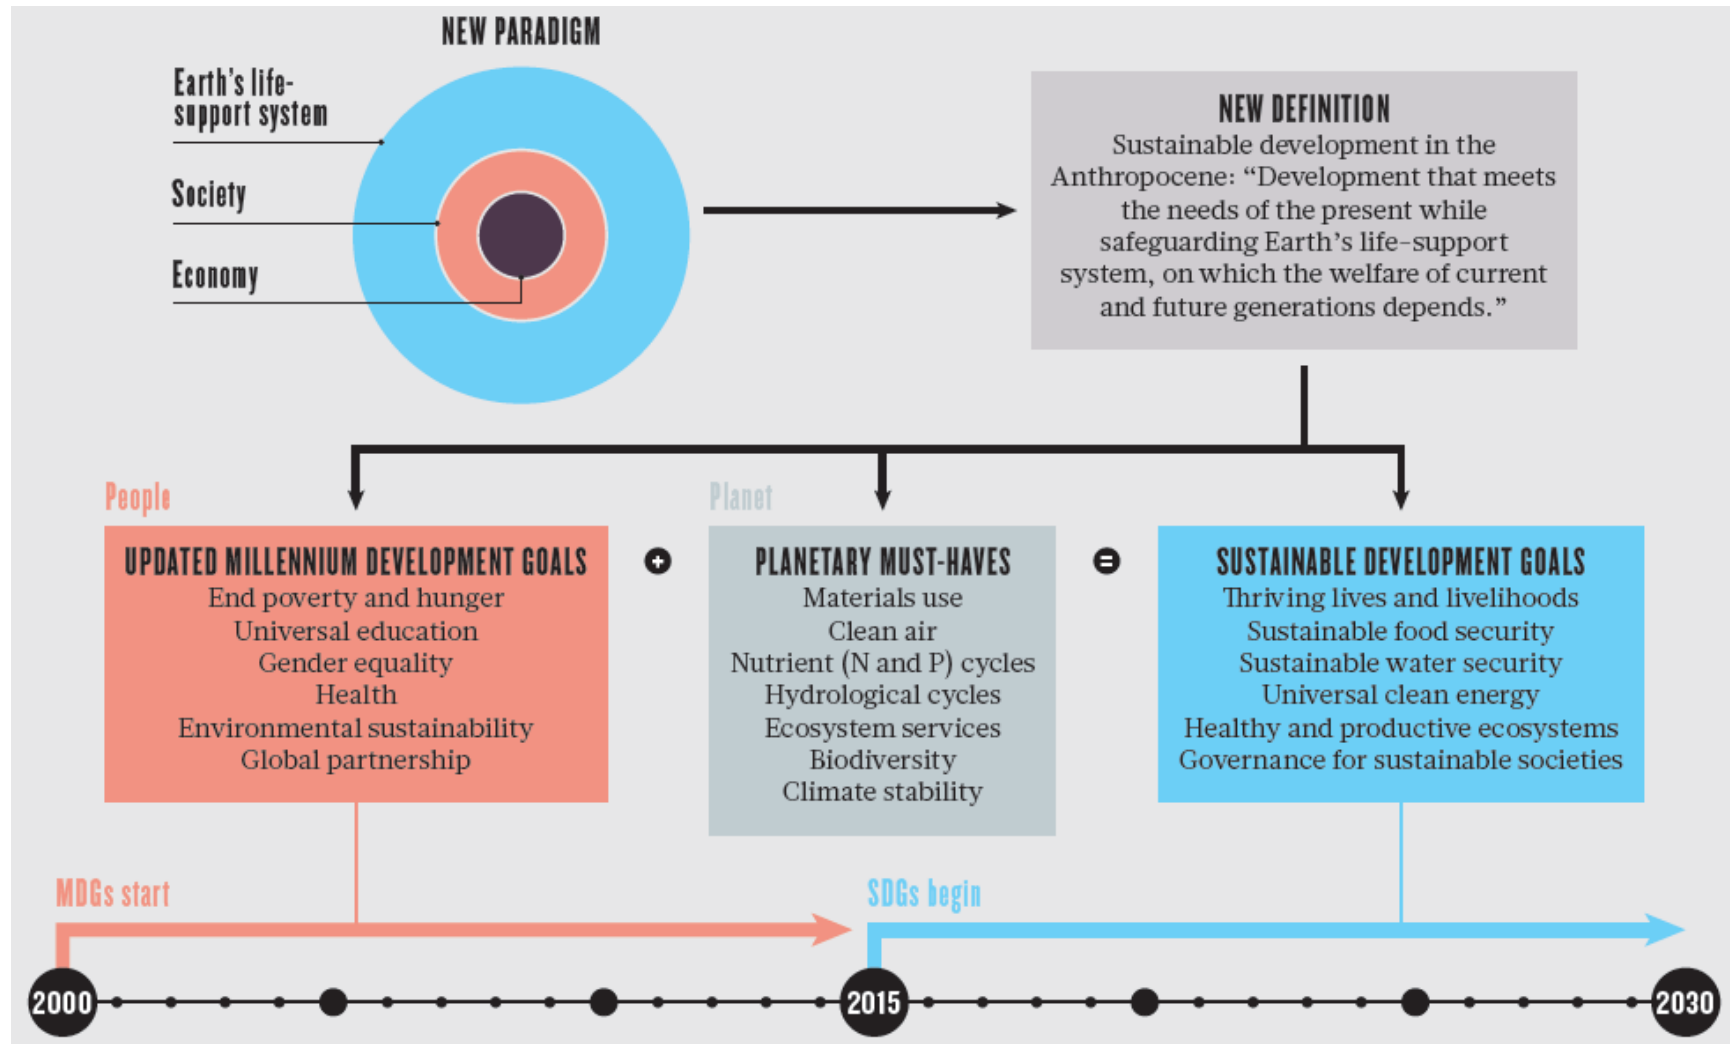 NEW PARADIGM
Earth's life-
support system
Society
Economy
NEW DEFINITION
Sustainable development in the
Anthropocene: “Development that meets
the needs of the present while
safeguarding Earth’s life-support
system, on which the welfare of current
and future generations depends.”
People
UPDATED MILLENNIUM DEVELOPMENT GOALS
End poverty and hunger
Universal education
Gender equality
Health
Environmental sustainability
Global partnership
+
Planet
PLANETARY MUST-HAVES
Materials use
Clean air
Nutrient (N and P) cycles
Hydrological cycles
Ecosystem services
Biodiversity
Climate stability
=
SUSTAINABLE DEVELOPMENT GOALS
Thriving lives and livelihoods
Sustainable food security
Sustainable water security
Universal clean energy
Healthy and productive ecosystems
Governance for sustainable societies
MDGs start
SDGs begin
2000
2015
2030